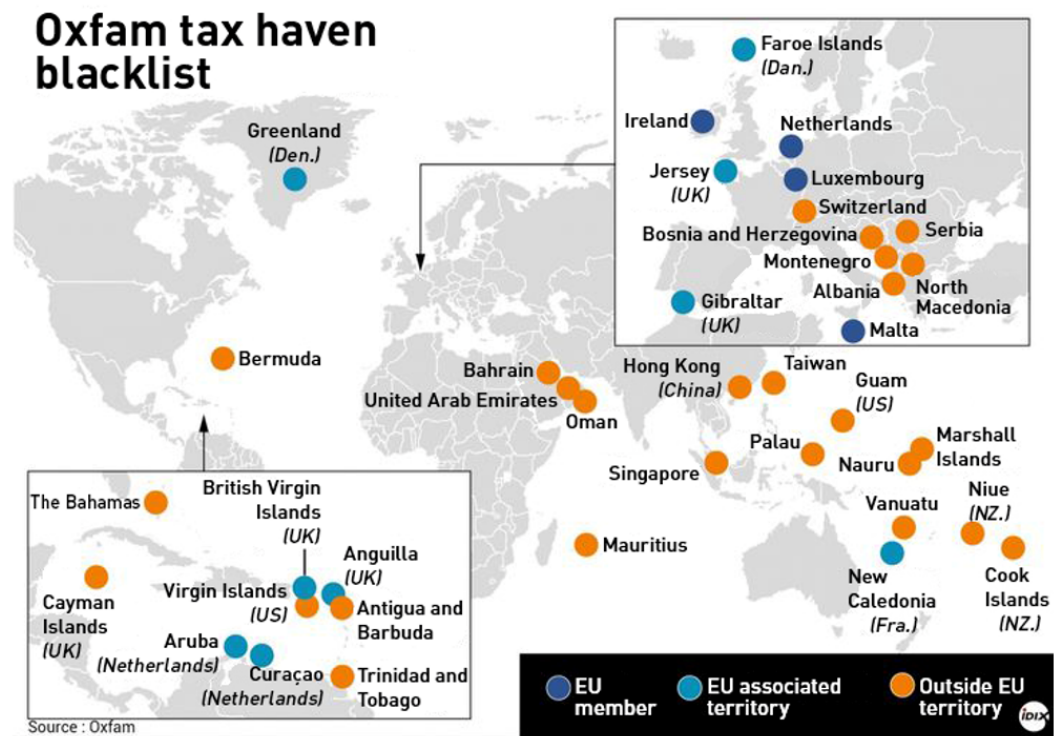 Oxfam tax haven
blacklist
Greenland
(Den.)
Bermuda
Faroe Islands
(Dan.)
Ireland
Netherlands
Jersey
(UK)
Luxembourg
Switzerland
Bosnia and Herzegovina
Serbia
Montenegro
Albania
North
Macedonia
Gibraltar
(UK)
Malta
Bahrain
United Arab Emirates
Oman
Hong Kong
(China)
Taiwan
Guam
(US)
Palau
Singapore
Marshall
Islands
Nauru
Vanuatu
Niue
(NZ.)
Mauritius
New
Caledonia
(Fra.)
Cook
Islands
(NZ.)
The Bahamas
British Virgin
Islands
(UK)
Anguilla
(UK)
Cayman
Islands
(UK)
Virgin Islands
(US)
Antigua and
Barbuda
Aruba
(Netherlands)
Curaçao
(Netherlands)
Trinidad and
Tobago
EU
member
EU associated
territory
Outside EU
territory
iDIX
Source : Oxfam